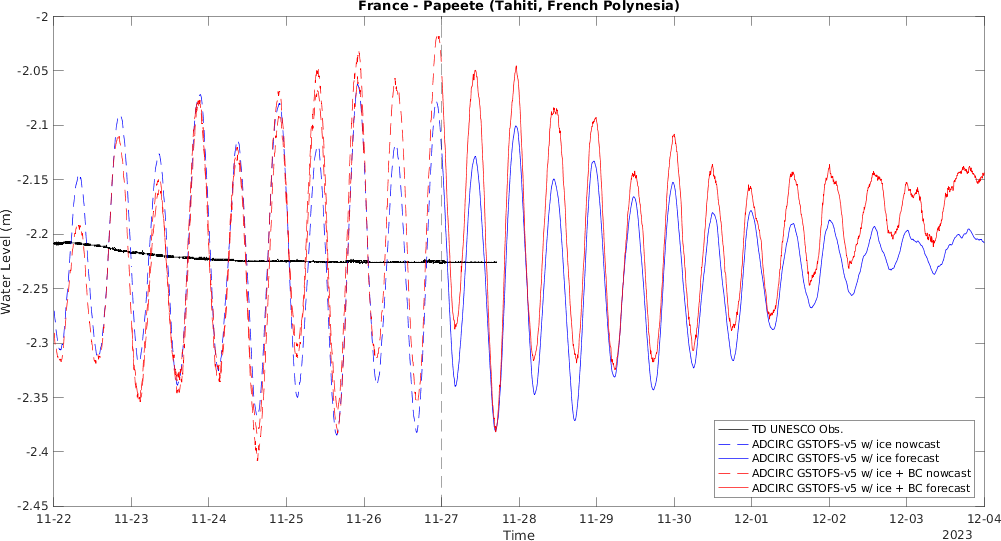 France - Papeete (Tahiti, French Polynesia)
-2
-2.05
-2.1
-2.15
-2.2
-2.25
-2.3
-2.35
-2.4
-2.45
Water Level (m)
TD UNESCO Obs.
ADCIRC GSTOFS-v5 w/ ice nowcast
ADCIRC GSTOFS-v5 w/ ice forecast
ADCIRC GSTOFS-v5 w/ ice + BC nowcast
ADCIRC GSTOFS-v5 w/ ice + BC forecast
11-22 11-23 11-24 11-25 11-26 11-27 11-28 11-29 11-30 12-01 12-02 12-03 12-04
Time
2023